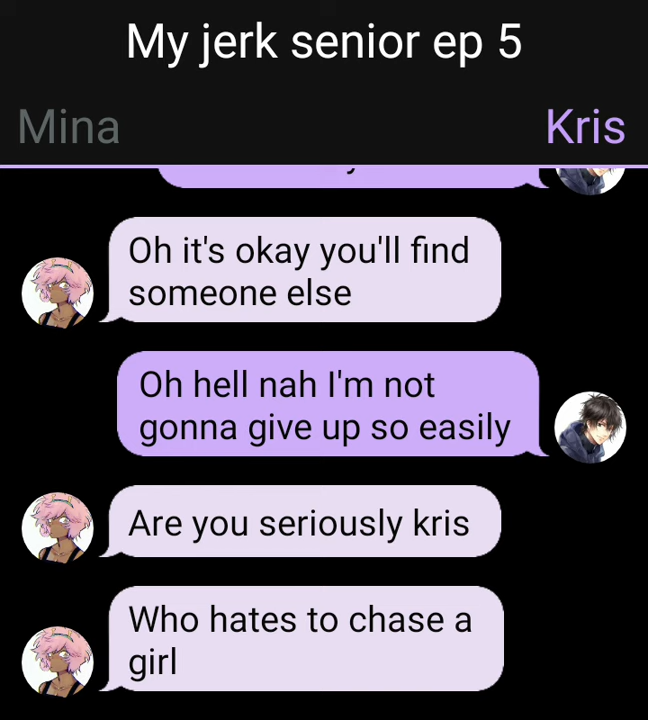 My jerk senior ep 5
Mina Kris
Oh it's okay you'll find
someone else
Oh hell nah I'm not
gonna give up so easily
Are you seriously kris
Who hates to chase a
girl